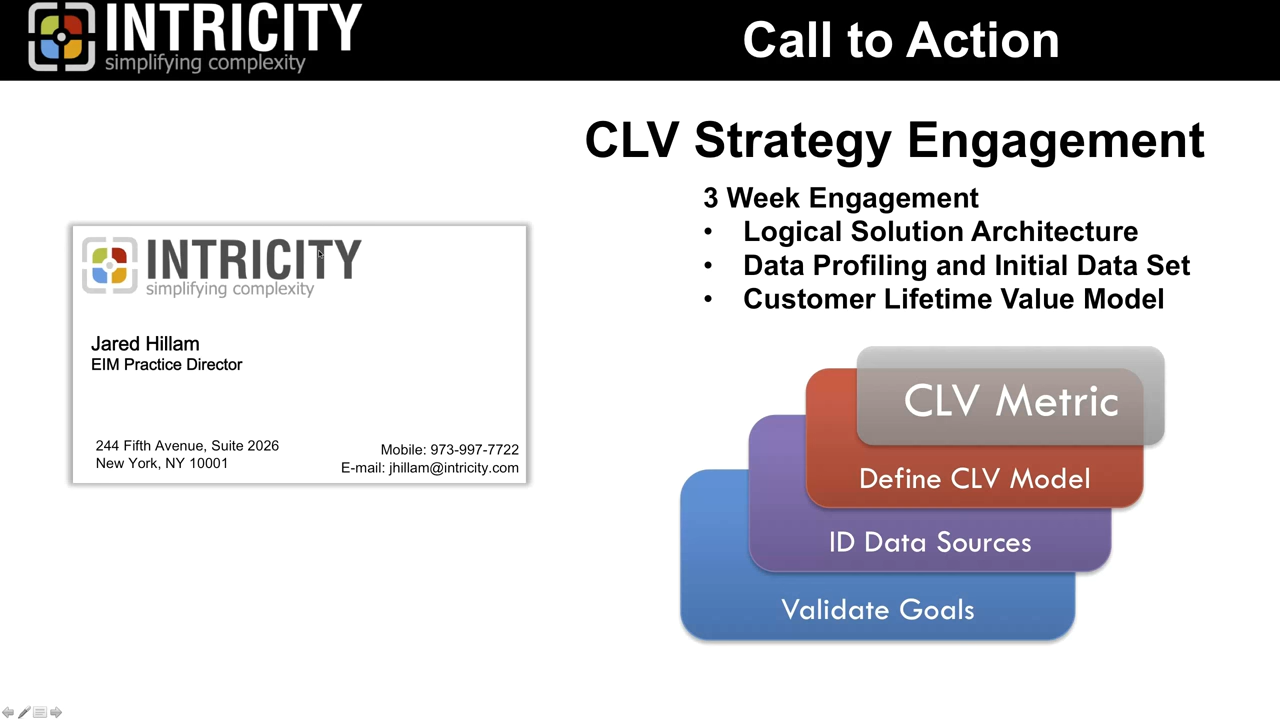 INTRICITY
simplifying complexity
Call to Action
CLV Strategy Engagement
3 Week Engagement
• Logical Solution Architecture
• Data Profiling and Initial Data Set
• Customer Lifetime Value Model
INTRICITY
simplifying complexity
Jared Hillam
EIM Practice Director
244 Fifth Avenue, Suite 2026
New York, NY 10001
Mobile: 973-997-7722
E-mail: jhillam@intricity.com
CLV Metric
Define CLV Model
ID Data Sources
Validate Goals